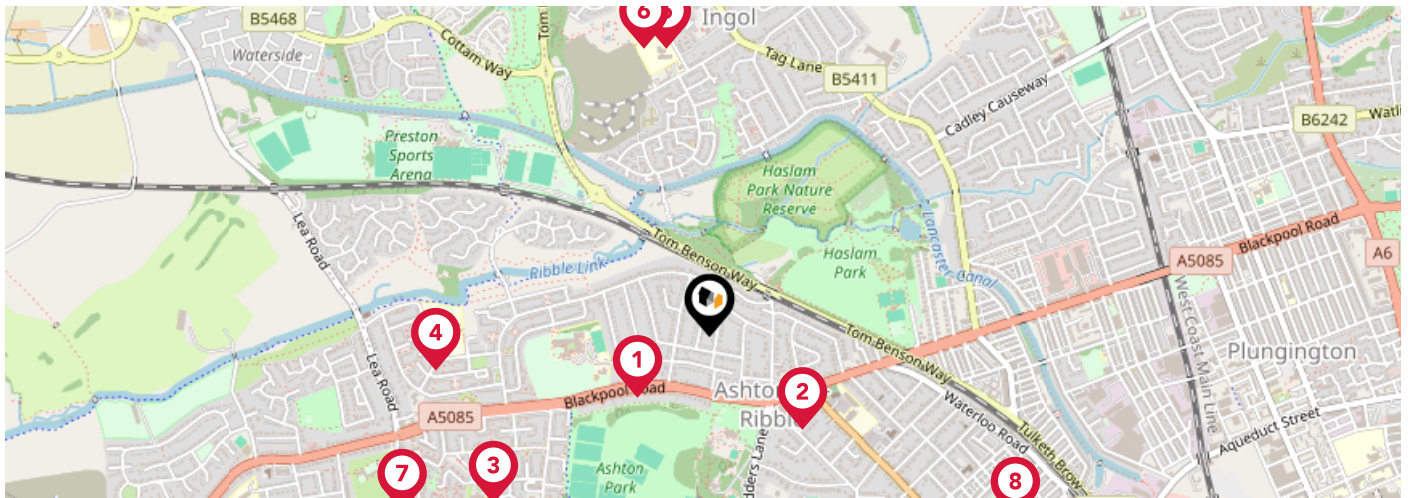 B5468
6
Ingol
Tom
Waterside
Cottam Way
Tag Lane
B5411
Cadley Causeway
B6242
Watli
Preston
Sports
Arena
Haslam
Park Nature
Reserve
Lea Road
Tom Benson Way
Lancaster Canal
Blackpool Road
Ribble Link
Haslam
Park
A5085
A6
West Coast Main Line
4
1
Tom Benson Way
Plungington
Lea Road
Blackpool Road
2
A5085
Waterloo Road
Aqueduct Street
Tulketh Brow
7
3
Ashton
Park
8